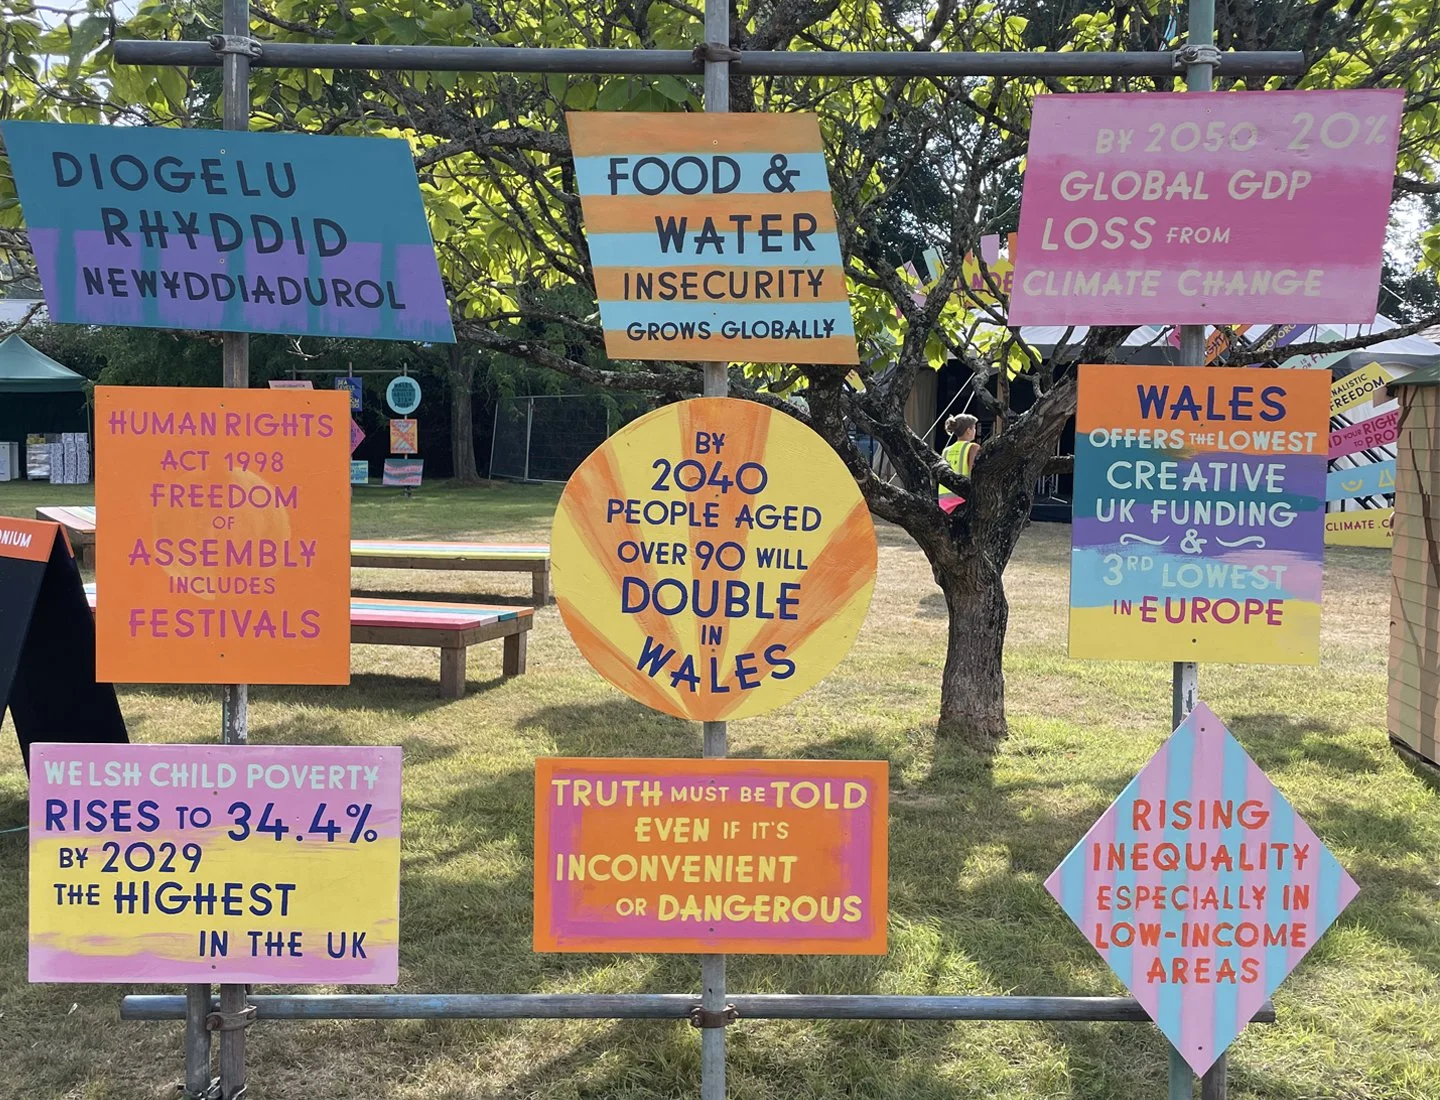 DIOGELU
RHYDDID
NEWYDDIADUROL
FOOD &
WATER
INSECURITY
GROWS GLOBALLY
BY 2050 20%
GLOBAL GDP
LOSS FROM
CLIMATE CHANGE
HUMAN RIGHTS
ACT 1998
FREEDOM
OF
ASSEMBLY
INCLUDES
FESTIVALS
BY
2040
PEOPLE AGED
OVER 90 WILL
DOUBLE
IN
WALES
WALES
OFFERS THE LOWEST
CREATIVE
UK FUNDING
&
3RD LOWEST
IN EUROPE
WELSH CHILD POVERTY
RISES TO 34.4%
BY 2029
THE HIGHEST
IN THE UK
TRUTH MUST BE TOLD
EVEN IF IT'S
INCONVENIENT
OR DANGEROUS
RISING
INEQUALITY
ESPECIALLY IN
LOW-INCOME
AREAS
FREEDOM
CLIMATE